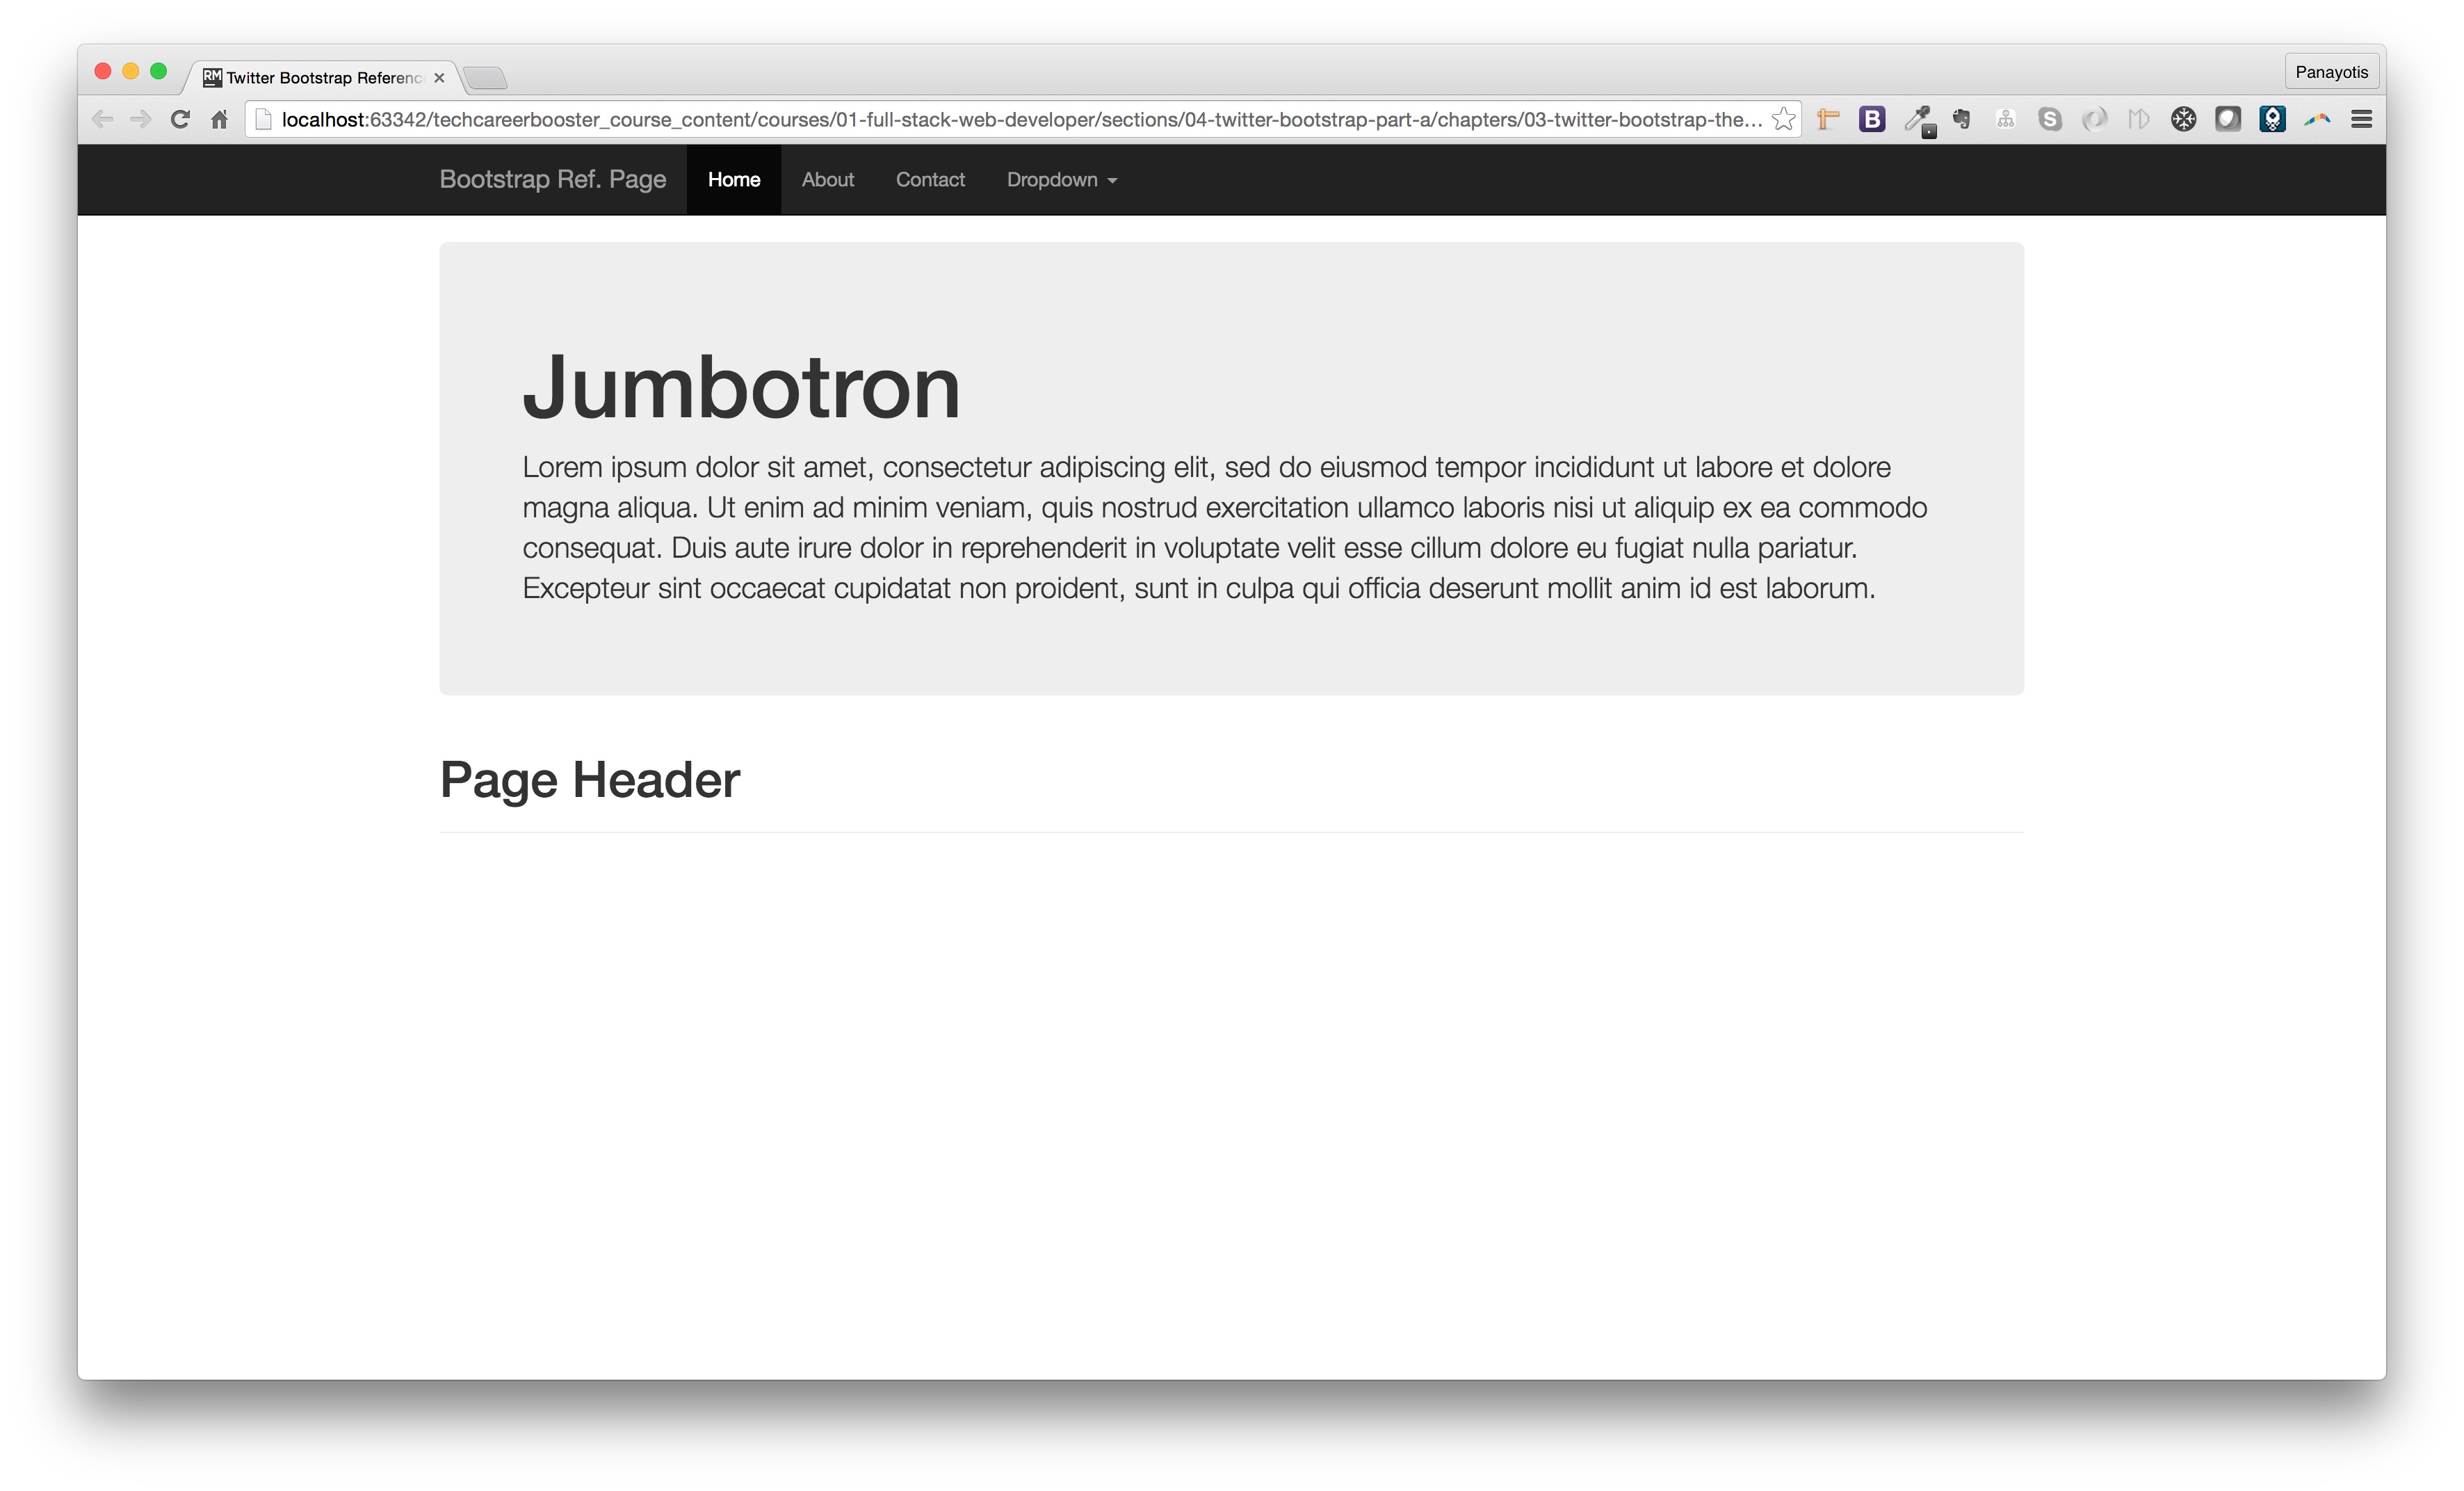 RM Twitter Bootstrap Referenc
Panayotis
localhost:63342/techcareerbooster_course_content/courses/01-full-stack-web-developer/sections/04-twitter-bootstrap-part-a/chapters/03-twitter-bootstrap-the...
B
S
Bootstrap Ref. Page Home About Contact Dropdown
Jumbotron
Lorem ipsum dolor sit amet, consectetur adipiscing elit, sed do eiusmod tempor incididunt ut labore et dolore
magna aliqua. Ut enim ad minim veniam, quis nostrud exercitation ullamco laboris nisi ut aliquip ex ea commodo
consequat. Duis aute irure dolor in reprehenderit in voluptate velit esse cillum dolore eu fugiat nulla pariatur.
Excepteur sint occaecat cupidatat non proident, sunt in culpa qui officia deserunt mollit anim id est laborum.
Page Header